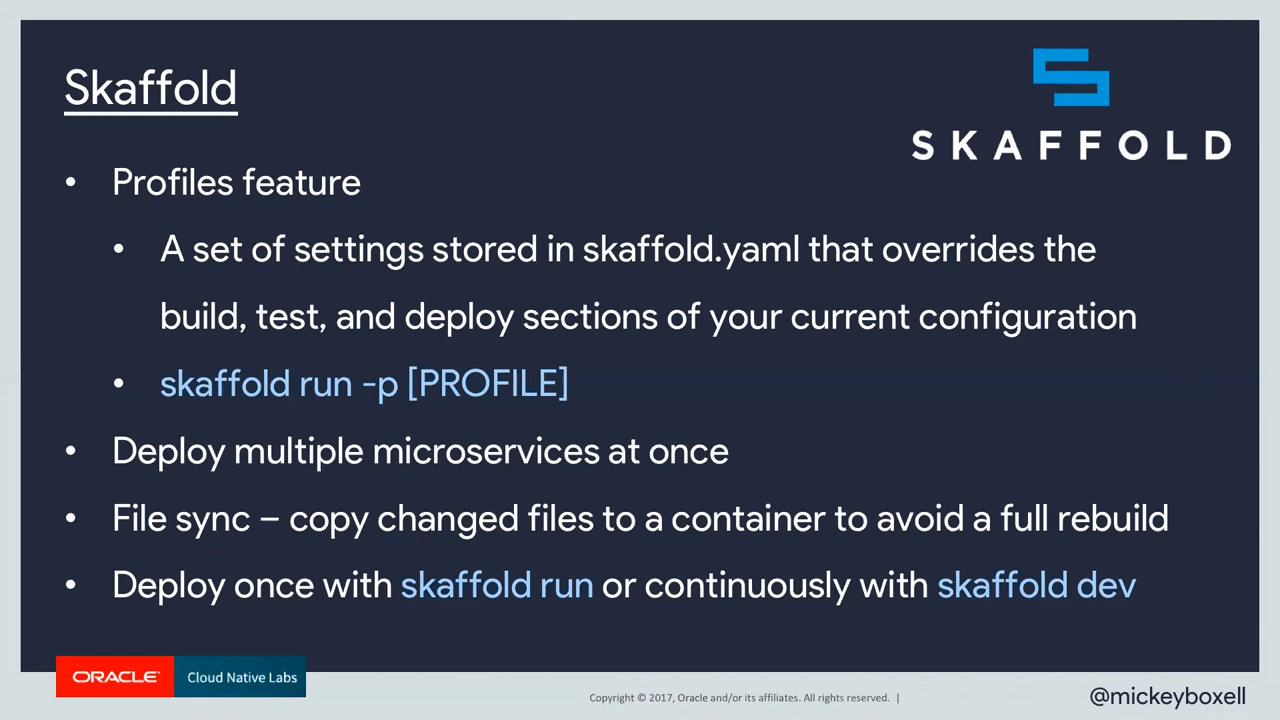 Skaffold
SKAFFOLD
• Profiles feature
• A set of settings stored in skaffold.yaml that overrides the
build, test, and deploy sections of your current configuration
• skaffold run -p [PROFILE]
• Deploy multiple microservices at once
• File sync – copy changed files to a container to avoid a full rebuild
• Deploy once with skaffold run or continuously with skaffold dev
ORACLE® Cloud Native Labs
Copyright © 2017, Oracle and/or its affiliates. All rights reserved. |
@mickeyboxell